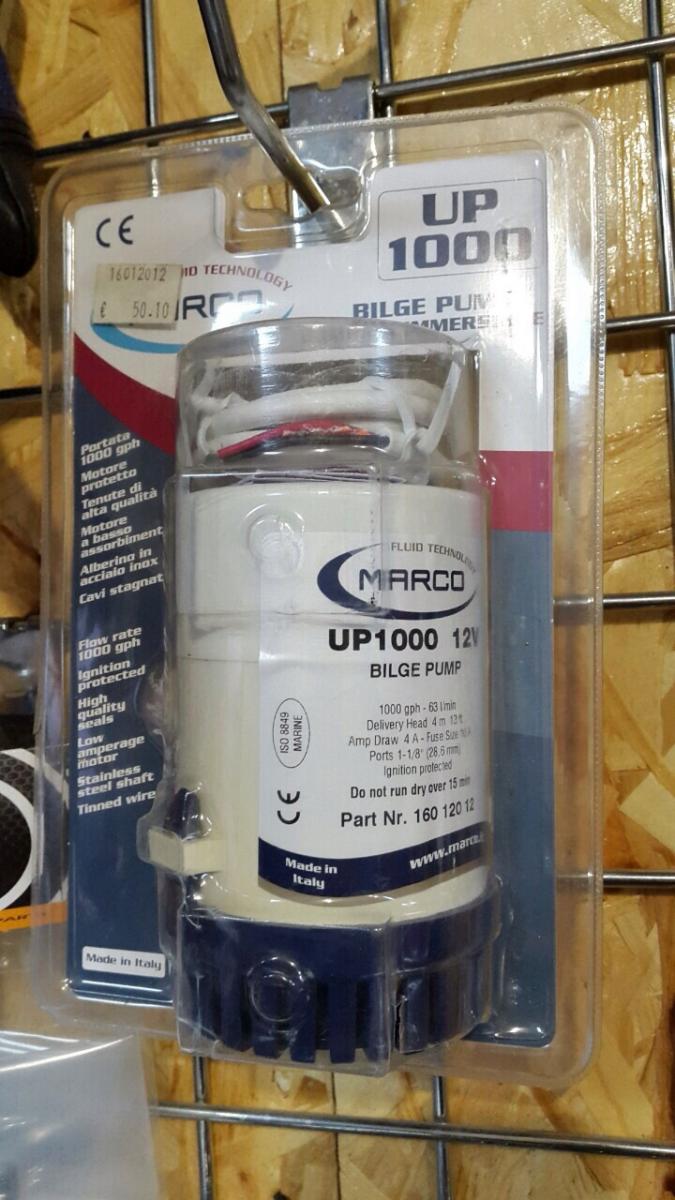 UP
1000
CE
16012012
€ 50.10
FLUID TECHNOLOGY
MARCO
BILGE PUMP
Portata
1000 gph
Motore
protetto
Tenute di
alta qualità
Motore
a basso
assorbiment
Alberino in
acciaio inox
Cavi stagnat
Flow rate
1000 gph
Ignition
protected
High
quality
seals
Low
amperage
motor
Stainless
steel shaft
Tinned wire
Made in Italy
FLUID TECHNOLOGY
MARCO
UP1000 12V
BILGE PUMP
1000 gph - 63 l/min
Delivery Head 4 m 13 ft
Amp Draw 4 A - Fuse Size
Ports 1-1/8" (28,6 mm)
Ignition protected
Do not run dry over 15 min
Part Nr. 160 120 12
ISO 8849
MARINE
CE
Made in
Italy
www.marco.